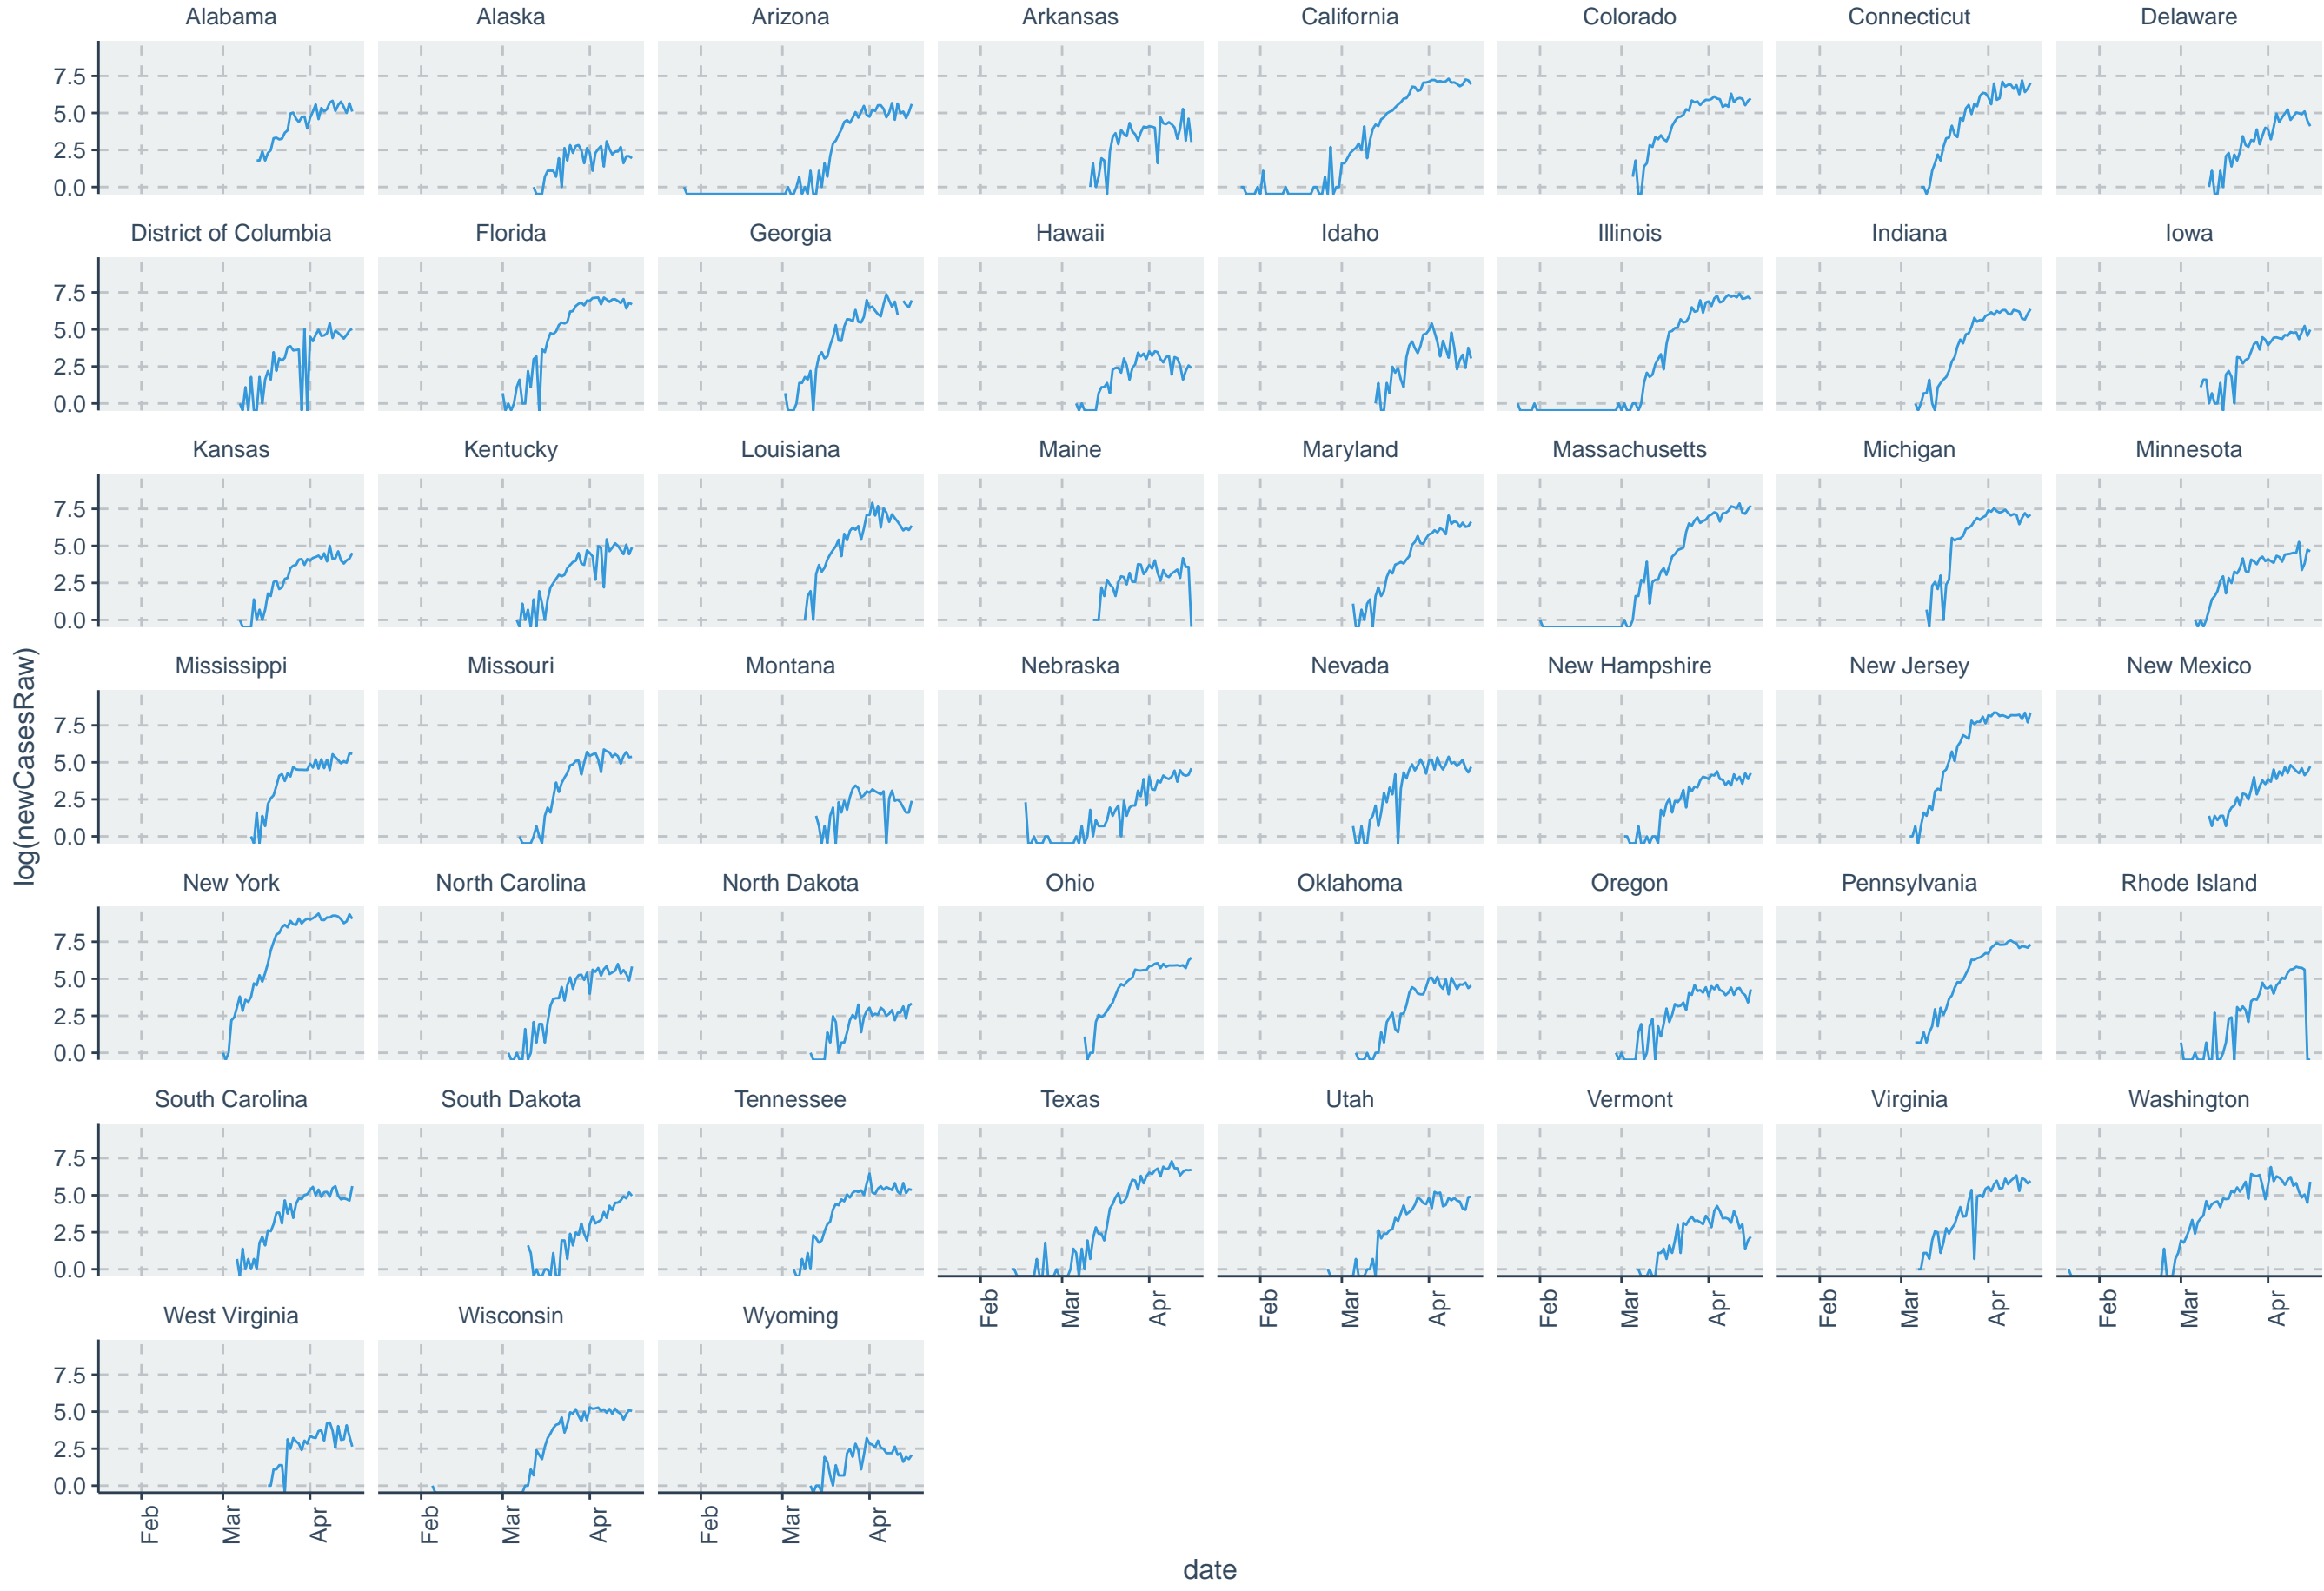 Alabama Alaska Arizona Arkansas California Colorado Connecticut Delaware
7.5
5.0
2.5
0.0
District of Columbia Florida Georgia Hawaii Idaho Illinois Indiana Iowa
7.5
5.0
2.5
0.0
Kansas Kentucky Louisiana Maine Maryland Massachusetts Michigan Minnesota
7.5
5.0
2.5
0.0
log(newCasesRaw)
Mississippi Missouri Montana Nebraska Nevada New Hampshire New Jersey New Mexico
7.5
5.0
2.5
0.0
New York North Carolina North Dakota Ohio Oklahoma Oregon Pennsylvania Rhode Island
7.5
5.0
2.5
0.0
South Carolina South Dakota Tennessee Texas Utah Vermont Virginia Washington
7.5
5.0
2.5
0.0
Feb Mar Apr Feb Mar Apr Feb Mar Apr Feb Mar Apr Feb Mar Apr
West Virginia Wisconsin Wyoming
7.5
5.0
2.5
0.0
Feb Mar Apr Feb Mar Apr Feb Mar Apr
date